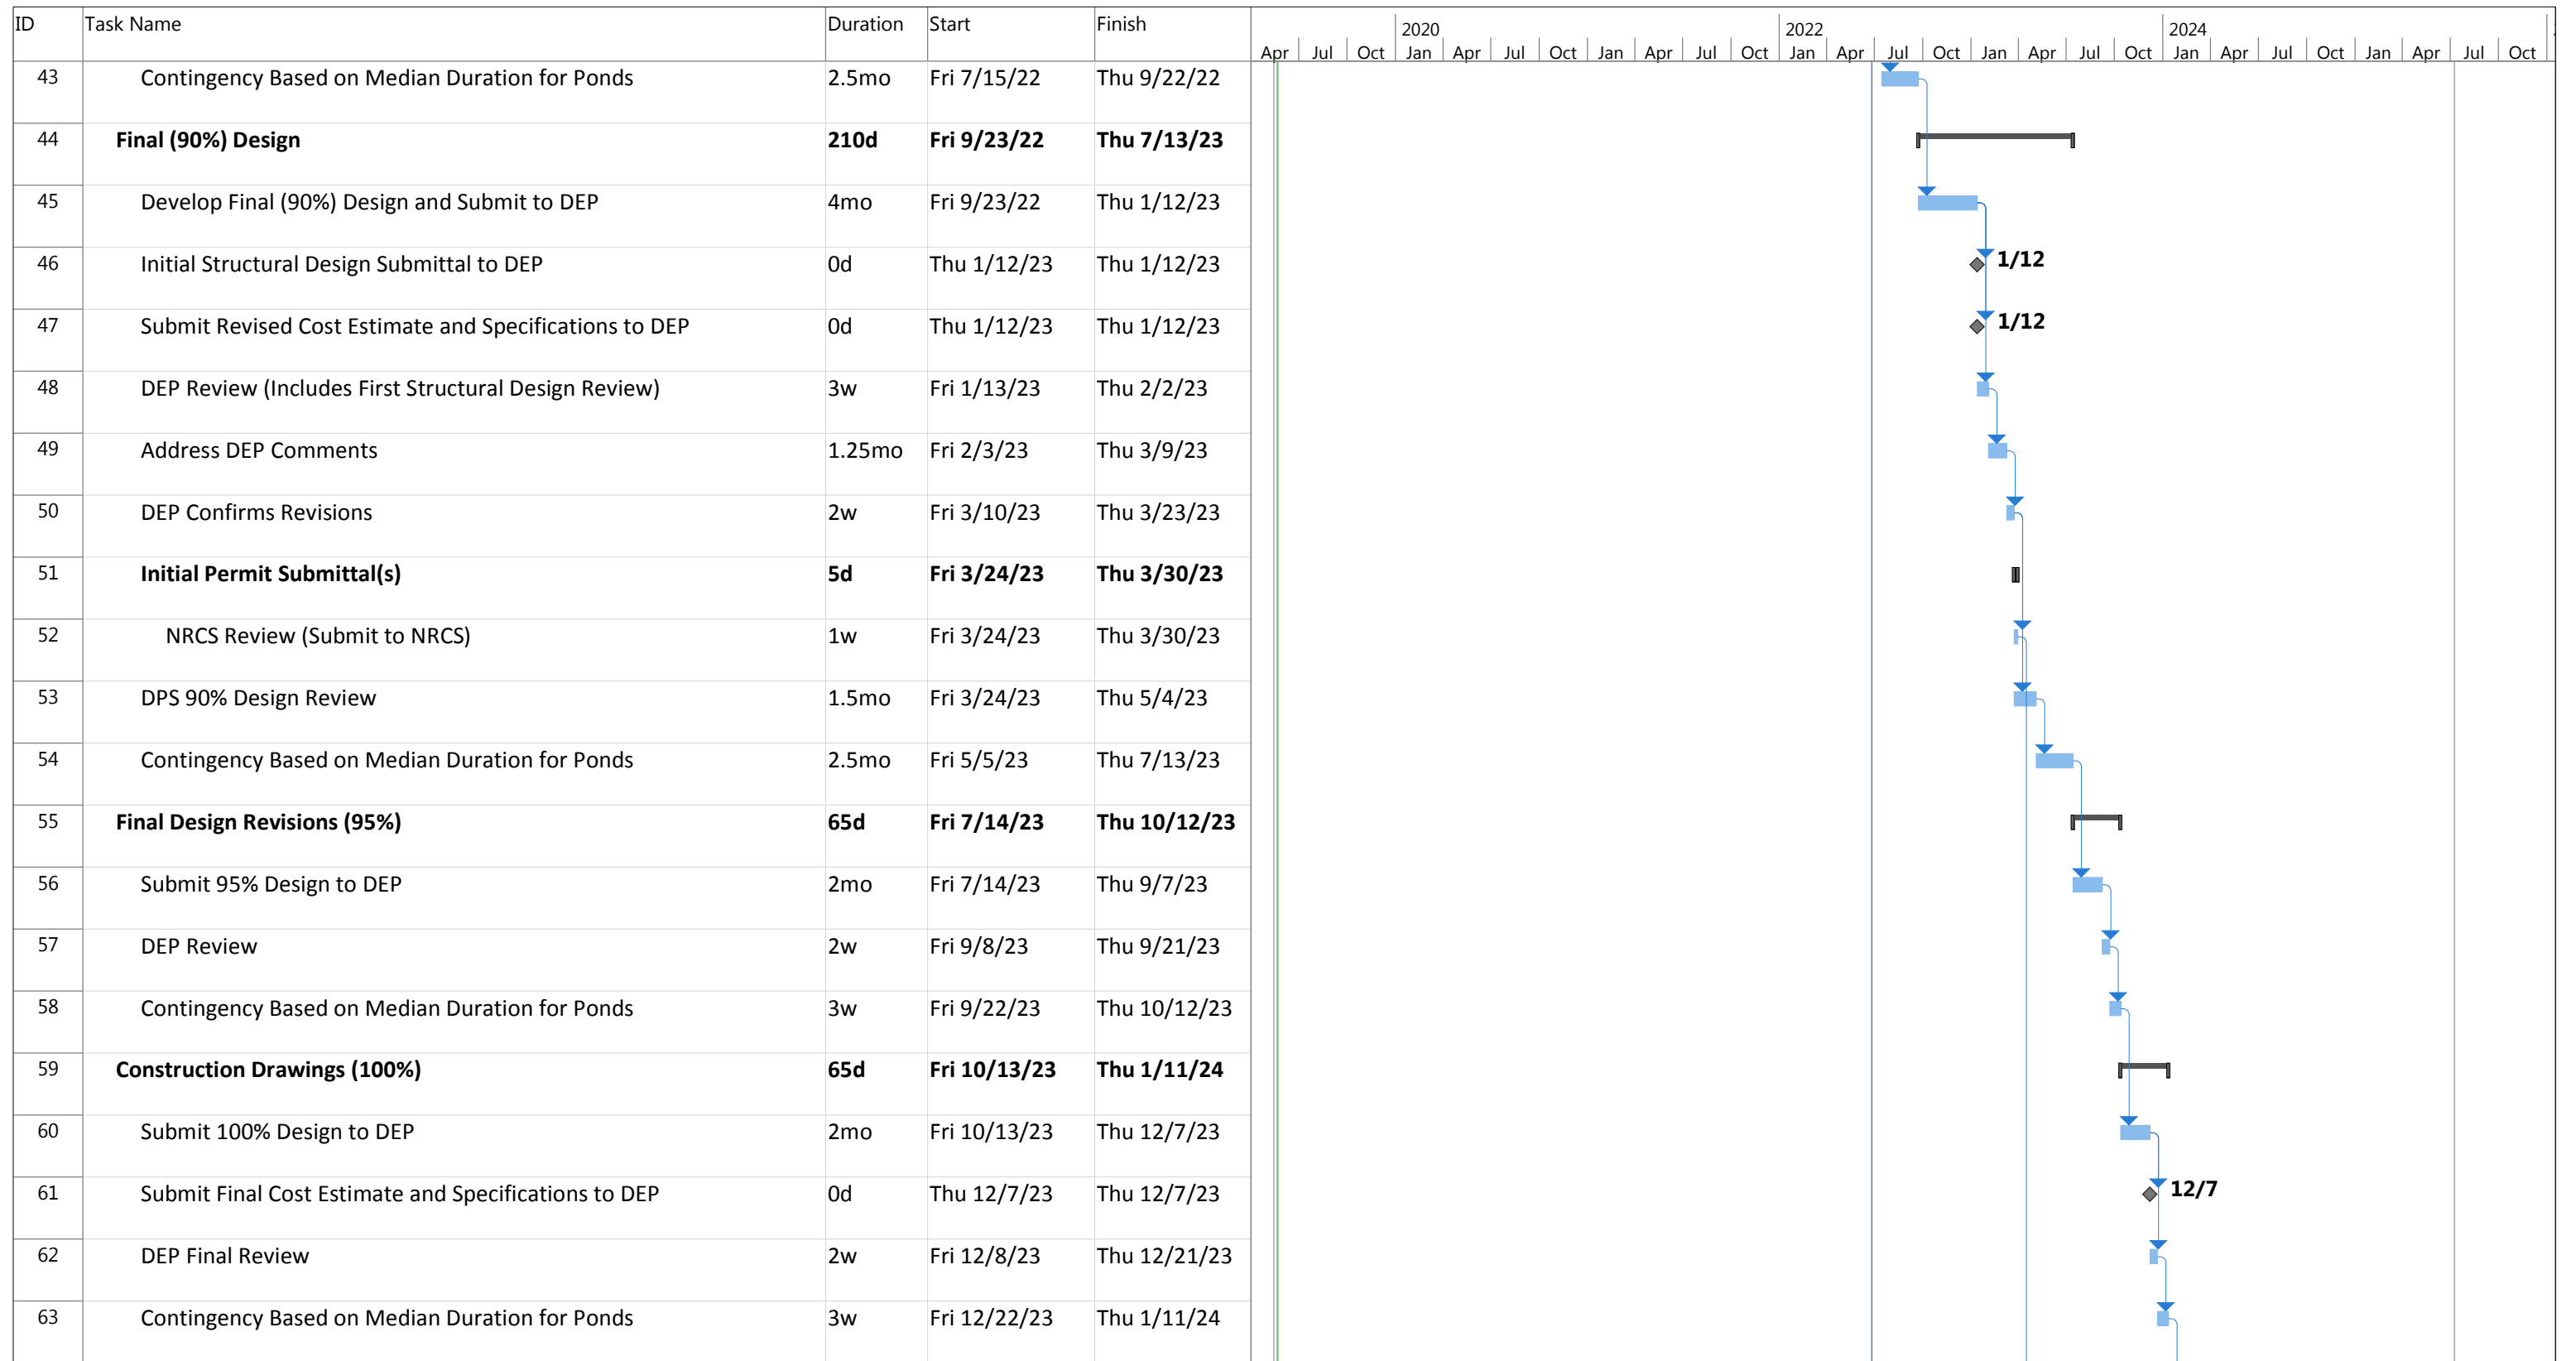 ID Task Name Duration Start Finish 2020 2022 2024
Apr Jul Oct Jan Apr Jul Oct Jan Apr Jul Oct Jan Apr Jul Oct Jan Apr Jul Oct Jan Apr Jul Oct Jan Apr Jul Oct
43 Contingency Based on Median Duration for Ponds 2.5mo Fri 7/15/22 Thu 9/22/22
44 Final (90%) Design 210d Fri 9/23/22 Thu 7/13/23
45 Develop Final (90%) Design and Submit to DEP 4mo Fri 9/23/22 Thu 1/12/23
46 Initial Structural Design Submittal to DEP 0d Thu 1/12/23 Thu 1/12/23 1/12
47 Submit Revised Cost Estimate and Specifications to DEP 0d Thu 1/12/23 Thu 1/12/23 1/12
48 DEP Review (Includes First Structural Design Review) 3w Fri 1/13/23 Thu 2/2/23
49 Address DEP Comments 1.25mo Fri 2/3/23 Thu 3/9/23
50 DEP Confirms Revisions 2w Fri 3/10/23 Thu 3/23/23
51 Initial Permit Submittal(s) 5d Fri 3/24/23 Thu 3/30/23
52 NRCS Review (Submit to NRCS) 1w Fri 3/24/23 Thu 3/30/23
53 DPS 90% Design Review 1.5mo Fri 3/24/23 Thu 5/4/23
54 Contingency Based on Median Duration for Ponds 2.5mo Fri 5/5/23 Thu 7/13/23
55 Final Design Revisions (95%) 65d Fri 7/14/23 Thu 10/12/23
56 Submit 95% Design to DEP 2mo Fri 7/14/23 Thu 9/7/23
57 DEP Review 2w Fri 9/8/23 Thu 9/21/23
58 Contingency Based on Median Duration for Ponds 3w Fri 9/22/23 Thu 10/12/23
59 Construction Drawings (100%) 65d Fri 10/13/23 Thu 1/11/24
60 Submit 100% Design to DEP 2mo Fri 10/13/23 Thu 12/7/23
61 Submit Final Cost Estimate and Specifications to DEP 0d Thu 12/7/23 Thu 12/7/23 12/7
62 DEP Final Review 2w Fri 12/8/23 Thu 12/21/23
63 Contingency Based on Median Duration for Ponds 3w Fri 12/22/23 Thu 1/11/24